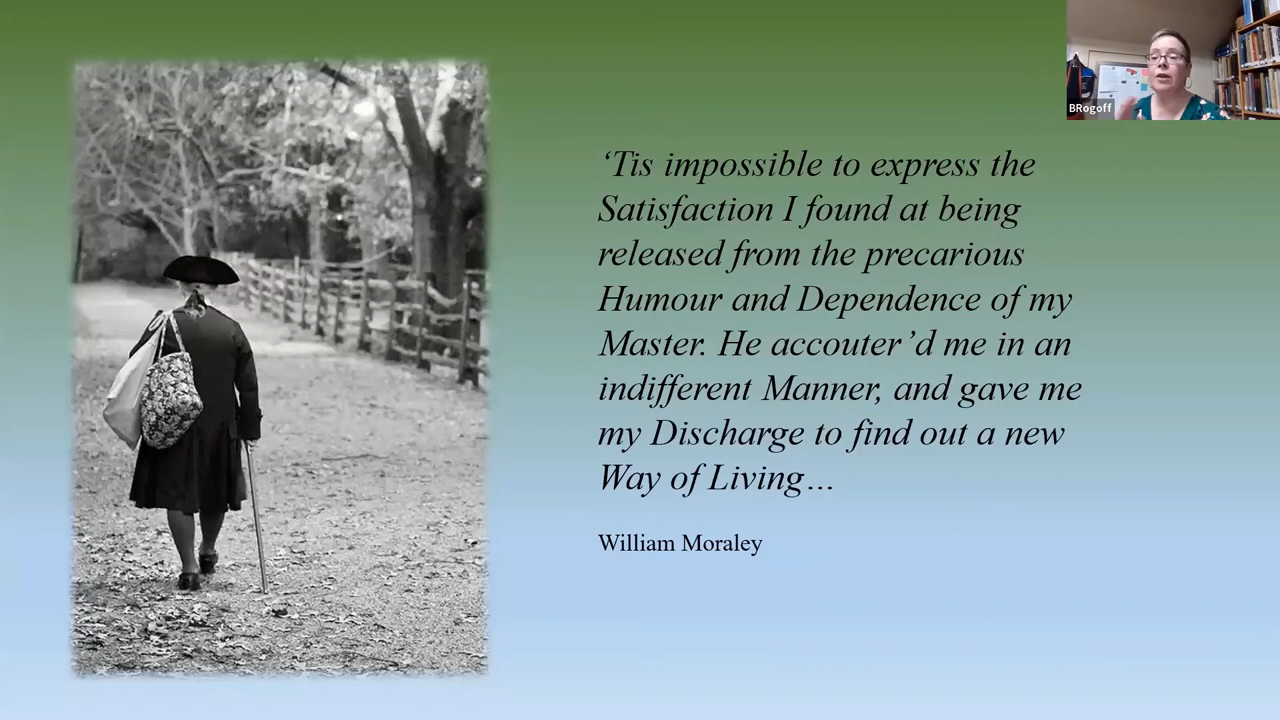 BRogoff
‘Tis impossible to express the
Satisfaction I found at being
released from the precarious
Humour and Dependence of my
Master. He accouter’d me in an
indifferent Manner, and gave me
my Discharge to find out a new
Way of Living…
William Moraley